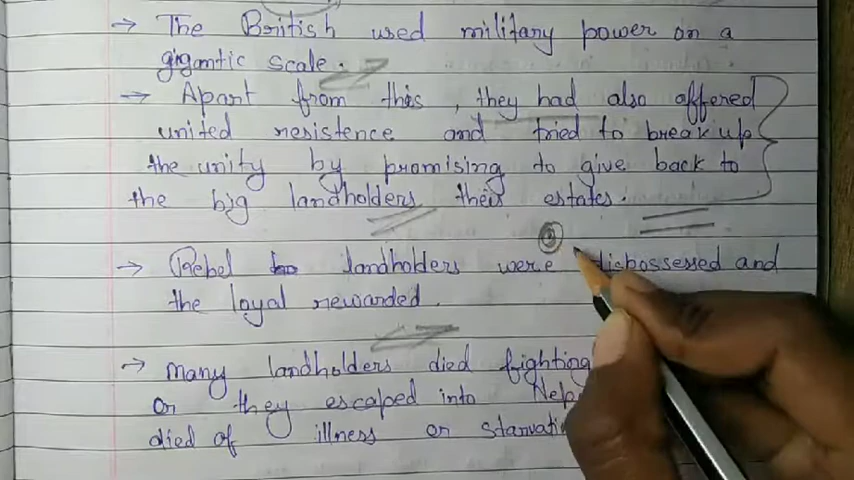 → The British used military power on a
gigantic scale.
→ Apart from this, they had also offered
united resistence and tried to break up
the unity by promising to give back to
the big landholders their estates.
→ Rebel landholders were disbossessed and
the loyal rewarded.
→ Many landholders died fighting
or they escaped into
died of illness or